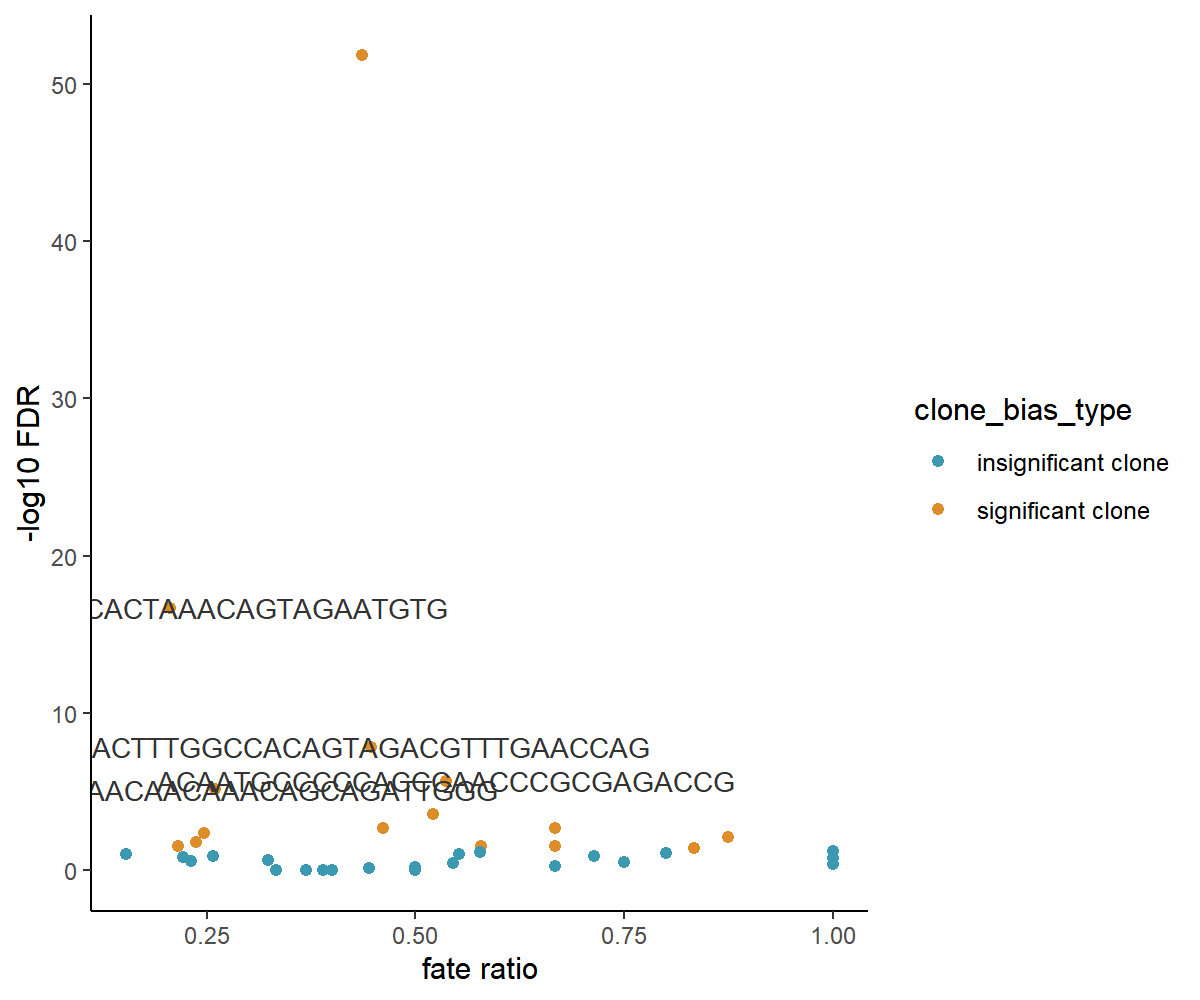 50
40
30
20
10
0
-log10 FDR
CACTAAACAGTAGAATGTG
ACTTTGGCCACAGTAGACGTTTGAACCAG
AACAACAAACAGCAGATTGGG
0.25 0.50 0.75 1.00
fate ratio
clone_bias_type
insignificant clone
significant clone